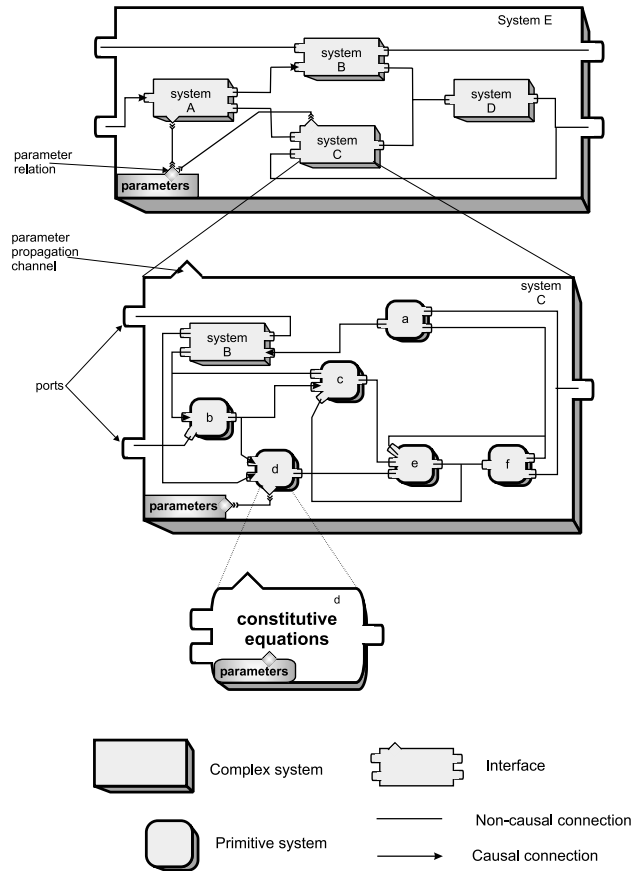 System E
system
B
system
A
system
D
system
C
parameter
relation
parameters
parameter
propagation
channel
system
C
a
system
B
c
ports
b
e
f
d
parameters
d
constitutive
equations
parameters
Complex system
Interface
Non-causal connection
Primitive system
Causal connection